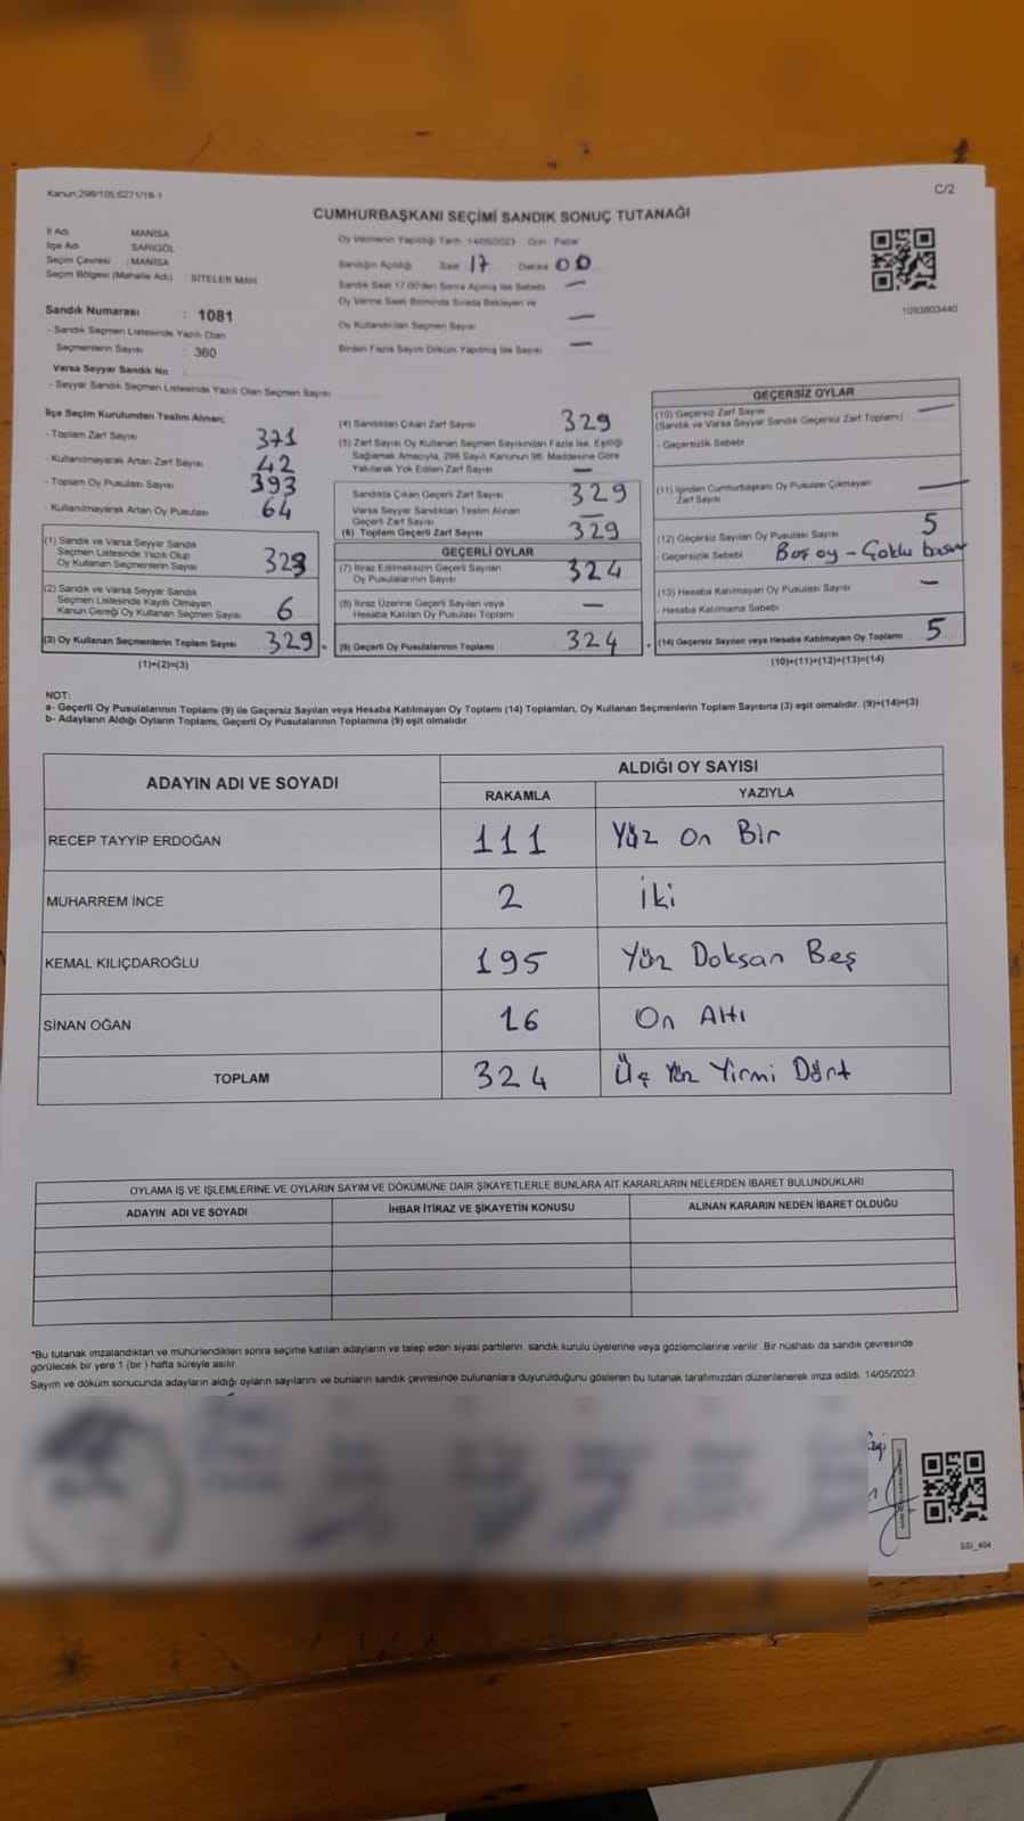 Kanun:298/105,6271/18-1
C/2
CUMHURBAŞKANI SEÇİMİ SANDIK SONUÇ TUTANAĞI
İl Adı MANİSA
İlçe Adı SARIGÖL
Seçim Çevresi : MANİSA
Seçim Bölgesi (Mahalle Adı) : SİTELER MAH.
Sandık Numarası : 1081
- Sandık Seçmen Listesinde Yazılı Olan
Seçmenlerin Sayısı : 360
Varsa Seyyar Sandık No
- Seyyar Sandık Seçmen Listesinde Yazılı Olan Seçmen Sayısı
Oy Vermenin Yapıldığı Tarih: 14/05/2023 Gün: Pazar
Sandığın Açıldığı Saat 17 Dakika 00
Sandık Saat 17.00'den Sonra Açılmış İse Sebebi —
Oy Verme Saati Bitiminde Sırada Bekleyen ve
Oy Kullandırılan Seçmen Sayısı —
Birden Fazla Sayım Döküm Yapılmış İse Sayısı —
1093803440
İlçe Seçim Kurulundan Teslim Alınan;
- Toplam Zarf Sayısı 371
- Kullanılmayarak Artan Zarf Sayısı 42
- Toplam Oy Pusulası Sayısı 393
- Kullanılmayarak Artan Oy Pusulası 64
(1) Sandık ve Varsa Seyyar Sandık
Seçmen Listesinde Yazılı Olup
Oy Kullanan Seçmenlerin Sayısı 323
(2) Sandık ve Varsa Seyyar Sandık
Seçmen Listesinde Kayıtlı Olmayan
Kanun Gereği Oy Kullanan Seçmen Sayısı 6
(3) Oy Kullanan Seçmenlerin Toplam Sayısı 329
(1)+(2)=(3)
(4) Sandıktan Çıkan Zarf Sayısı 329
(5) Zarf Sayısı Oy Kullanan Seçmen Sayısından Fazla İse, Eşitliği
Sağlamak Amacıyla, 298 Sayılı Kanunun 98. Maddesine Göre
Yakılarak Yok Edilen Zarf Sayısı —
Sandıkta Çıkan Geçerli Zarf Sayısı 329
Varsa Seyyar Sandıktan Teslim Alınan
Geçerli Zarf Sayısı —
(6) Toplam Geçerli Zarf Sayısı 329
GEÇERLİ OYLAR
(7) İtiraz Edilmeksizin Geçerli Sayılan
Oy Pusulalarının Sayısı 324
(8) İtiraz Üzerine Geçerli Sayılan veya
Hesaba Katılan Oy Pusulası Toplamı —
(9) Geçerli Oy Pusulalarının Toplamı 324
GEÇERSİZ OYLAR
(10) Geçersiz Zarf Sayısı
(Sandık ve Varsa Seyyar Sandık Geçersiz Zarf Toplamı) —
- Geçersizlik Sebebi
(11) İçinden Cumhurbaşkanı Oy Pusulası Çıkmayan
Zarf Sayısı —
(12) Geçersiz Sayılan Oy Pusulası Sayısı 5
- Geçersizlik Sebebi Boş oy - Çoklu basım
(13) Hesaba Katılmayan Oy Pusulası Sayısı —
- Hesaba Katılmama Sebebi
(14) Geçersiz Sayılan veya Hesaba Katılmayan Oy Toplamı 5
(10)+(11)+(12)+(13)=(14)
NOT:
a- Geçerli Oy Pusulalarının Toplamı (9) ile Geçersiz Sayılan veya Hesaba Katılmayan Oy Toplamı (14) Toplamları, Oy Kullanan Seçmenlerin Toplam Sayısına (3) eşit olmalıdır. (9)+(14)=(3)
b- Adayların Aldığı Oyların Toplamı, Geçerli Oy Pusulalarının Toplamına (9) eşit olmalıdır.
ADAYIN ADI VE SOYADI
ALDIĞI OY SAYISI
RAKAMLA YAZIYLA
RECEP TAYYİP ERDOĞAN 111 Yüz On Bir
MUHARREM İNCE 2 İki
KEMAL KILIÇDAROĞLU 195 Yüz Doksan Beş
SİNAN OĞAN 16 On Altı
TOPLAM 324 Üç Yüz Yirmi Dört
OYLAMA İŞ VE İŞLEMLERİNE VE OYLARIN SAYIM VE DÖKÜMÜNE DAİR ŞİKAYETLERLE BUNLARA AİT KARARLARIN NELERDEN İBARET BULUNDUKLARI
ADAYIN ADI VE SOYADI İHBAR İTİRAZ VE ŞİKAYETİN KONUSU ALINAN KARARIN NEDEN İBARET OLDUĞU
*Bu tutanak imzalandıktan ve mühürlendikten sonra seçime katılan adayların ve talep eden siyasi partilerin, sandık kurulu üyelerine veya gözlemcilerine verilir. Bir nüshası da sandık çevresinde
görülecek bir yere 1 (bir) hafta süreyle asılır.
Sayım ve döküm sonucunda adayların aldığı oyların sayılarını ve bunların sandık çevresinde bulunanlara duyurulduğunu gösteren bu tutanak tarafımızdan düzenlenerek imza edildi. 14/05/2023